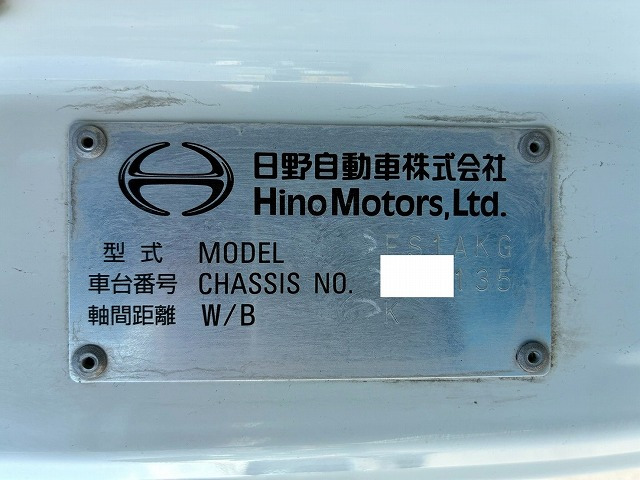 日野自動車株式会社
Hino Motors, Ltd.
型式 MODEL FS1AKG
車台番号 CHASSIS NO. 135
軸間距離 W/B K